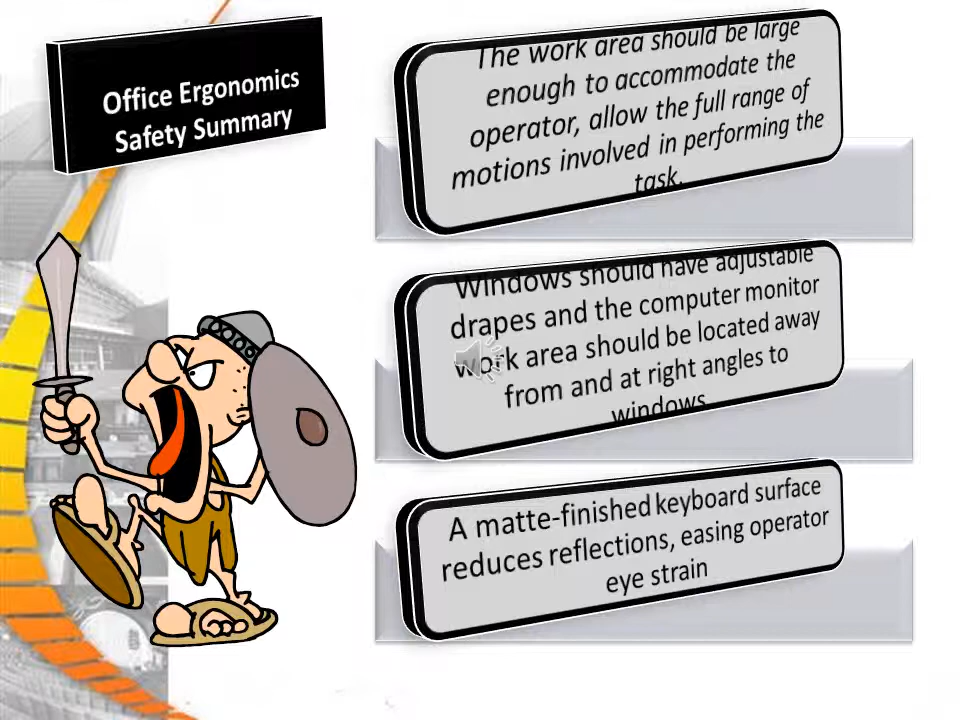 Office Ergonomics
Safety Summary
The work area should be large
enough to accommodate the
operator, allow the full range of
motions involved in performing the
task.
Windows should have adjustable
drapes and the computer monitor
work area should be located away
from and at right angles to
windows
A matte-finished keyboard surface
reduces reflections, easing operator
eye strain